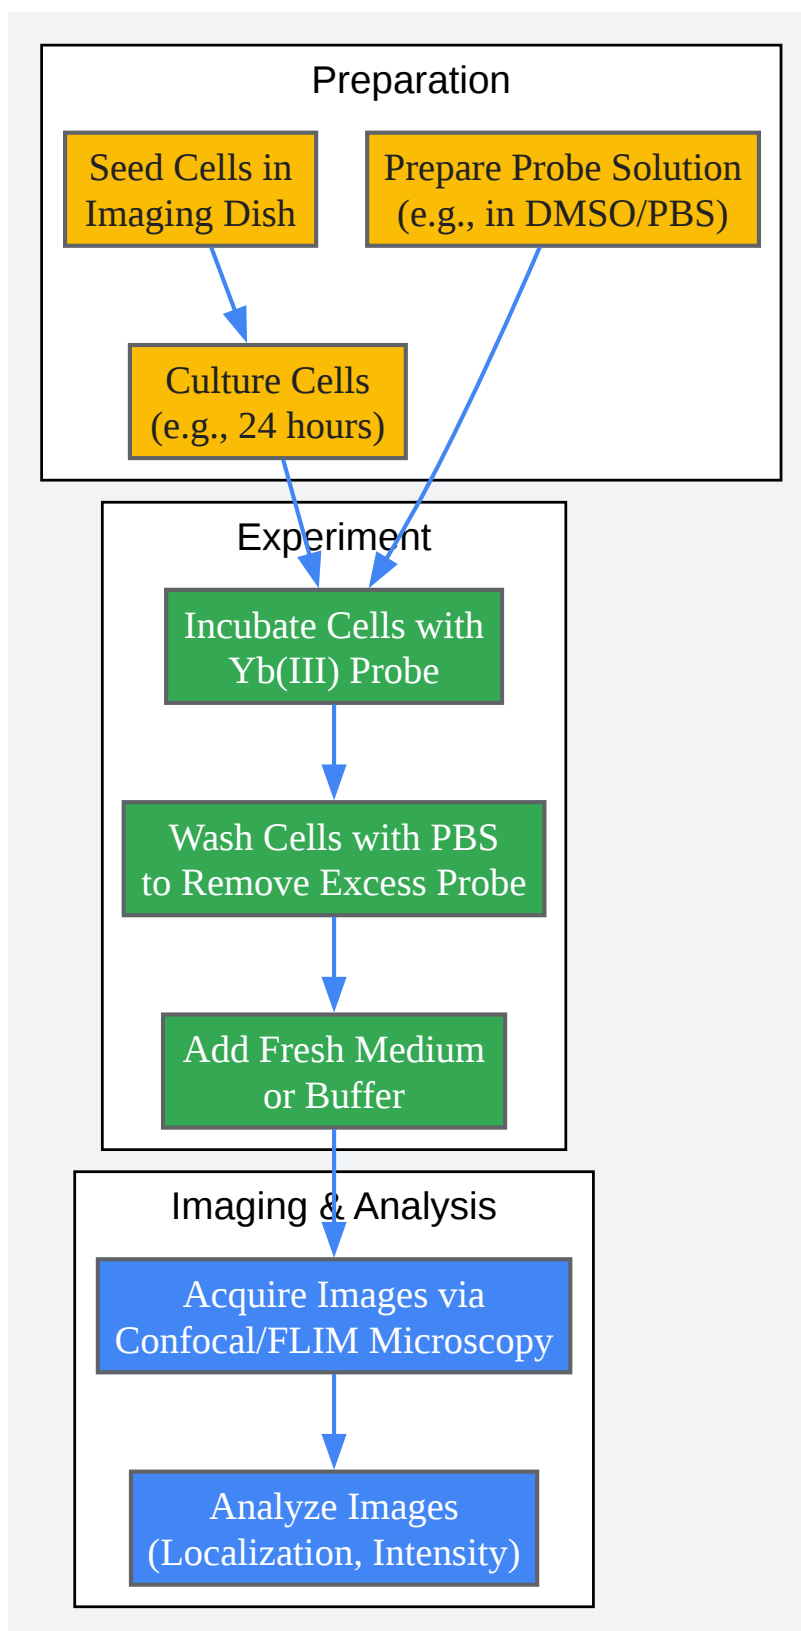 Preparation
Seed Cells in
Imaging Dish
Prepare Probe Solution
(e.g., in DMSO/PBS)
Culture Cells
(e.g., 24 hours)
Experiment
Incubate Cells with
Yb(III) Probe
Wash Cells with PBS
to Remove Excess Probe
Add Fresh Medium
or Buffer
Imaging & Analysis
Acquire Images via
Confocal/FLIM Microscopy
Analyze Images
(Localization, Intensity)